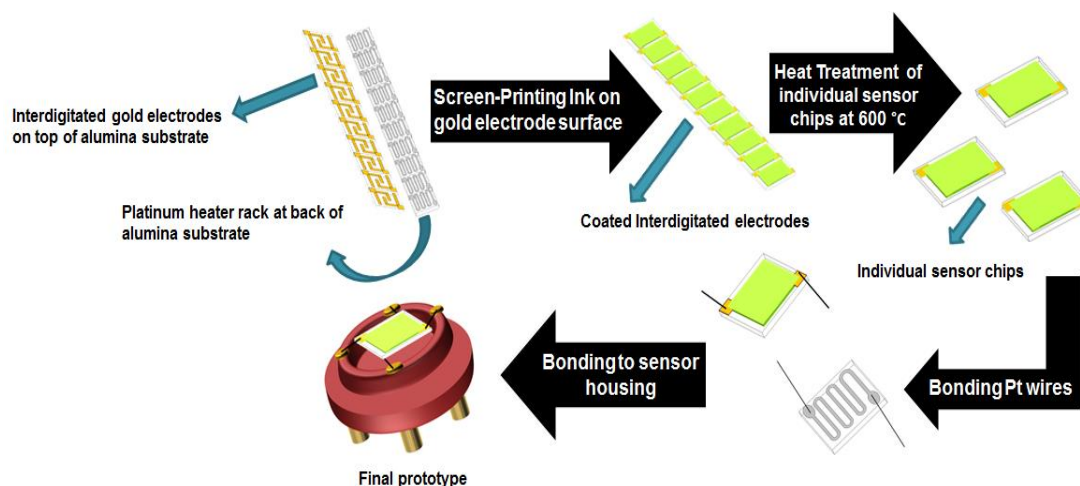 Interdigitated gold electrodes
on top of alumina substrate
Platinum heater rack at back of
alumina substrate
Screen-Printing Ink on
gold electrode surface
Coated Interdigitated electrodes
Heat Treatment of
individual sensor
chips at 600 °C
Individual sensor chips
Bonding Pt wires
Bonding to sensor
housing
Final prototype